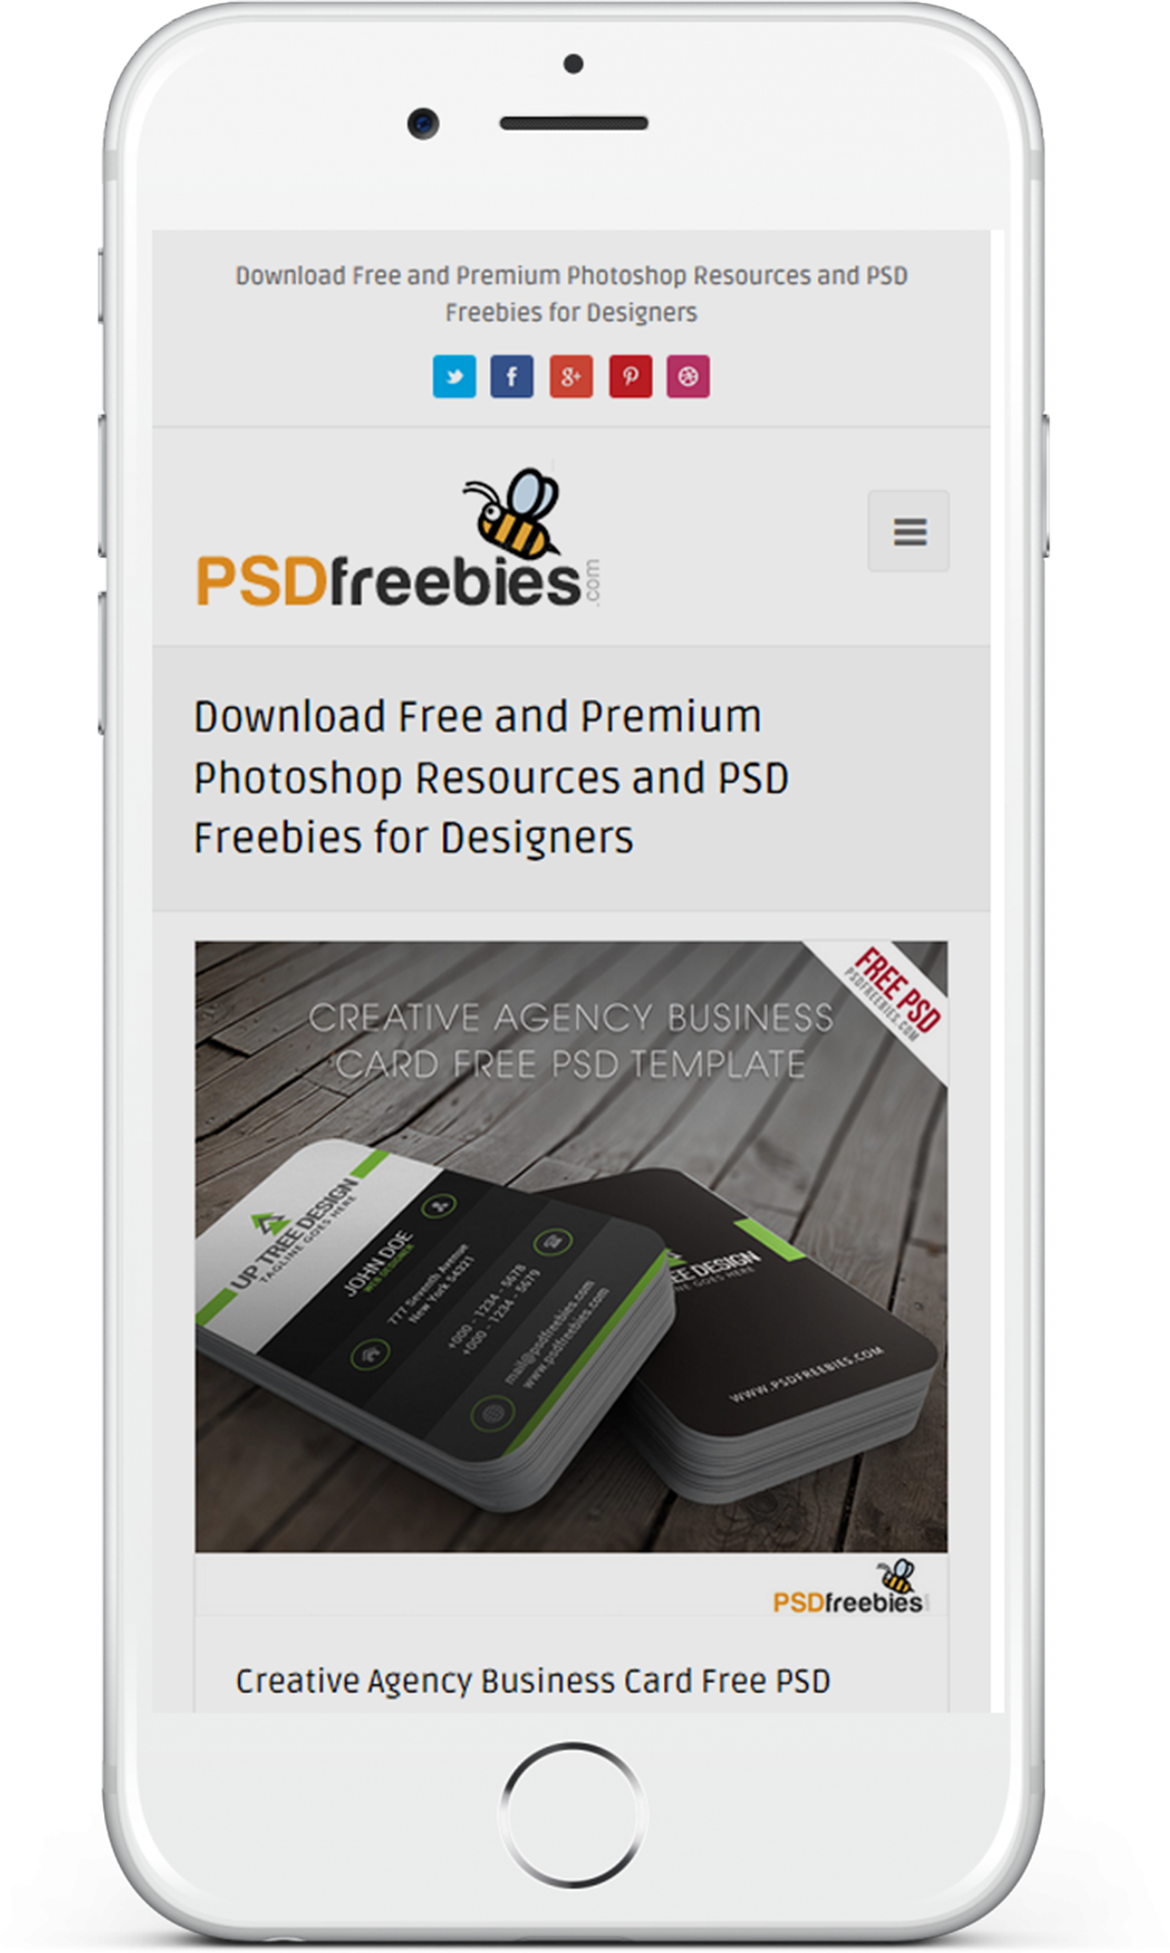 Download Free and Premium Photoshop Resources and PSD
Freebies for Designers
f
g+
PSDfreebies.com
Download Free and Premium
Photoshop Resources and PSD
Freebies for Designers
FREE PSD
PSDFREEBIES.COM
CREATIVE AGENCY BUSINESS
CARD FREE PSD TEMPLATE
UP TREE DESIGN
TAGLINE GOES HERE
JOHN DOE
WEB DESIGNER
777 Seventh Avenue
New York 54321
+000 - 1234 - 5678
+000 - 1234 - 5679
mail@psdfreebies.com
www.psdfreebies.com
EE DESIGN
NE GOES HERE
WWW.PSDFREEBIES.COM
PSDfreebies
Creative Agency Business Card Free PSD